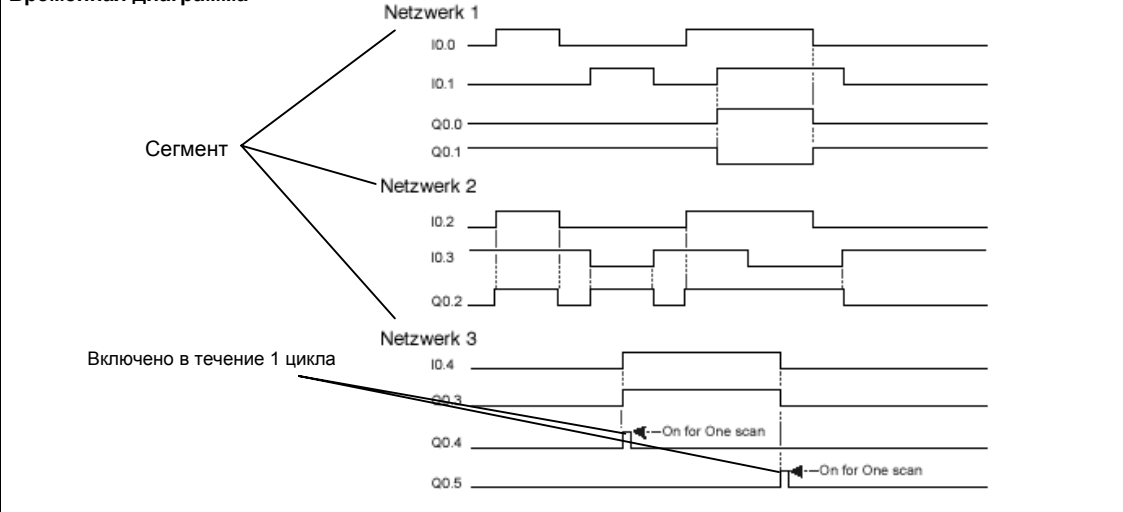 Временная диаграмма
Netzwerk 1
I0.0
I0.1
Q0.0
Q0.1
Сегмент
Netzwerk 2
I0.2
I0.3
Q0.2
Netzwerk 3
Включено в течение 1 цикла
I0.4
Q0.3
On for One scan
Q0.4
On for One scan
Q0.5